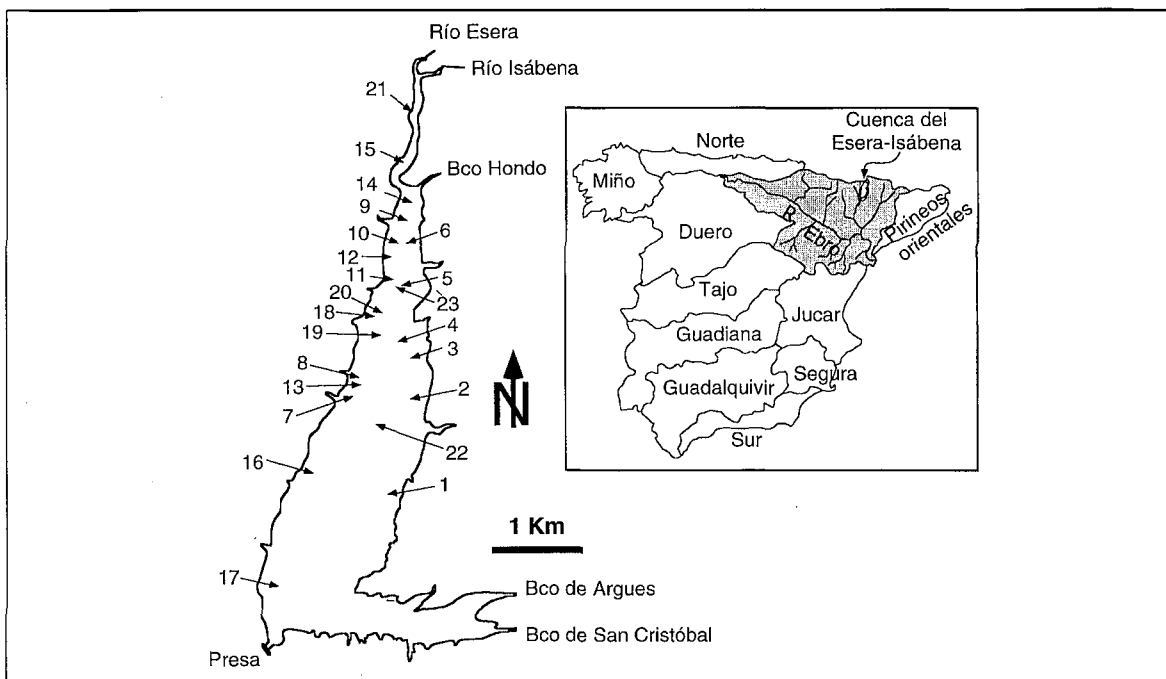 Río Esera
Río Isábena
21
15
Bco Hondo
14
9
10
6
12
11
5
23
20
18
4
19
3
8
13
2
7
22
16
1
1 Km
N
17
Bco de Argues
Bco de San Cristóbal
Presa
Cuenca del
Esera-Isábena
Norte
Miño
Duero
R. Ebro
Pirineos
orientales
Tajo
Jucar
Guadiana
Segura
Guadalquivir
Sur